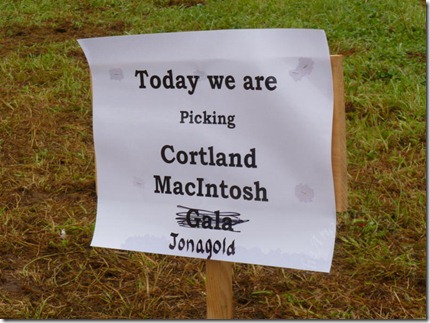 Today we are
Picking
Cortland
MacIntosh
Gala
Jonagold